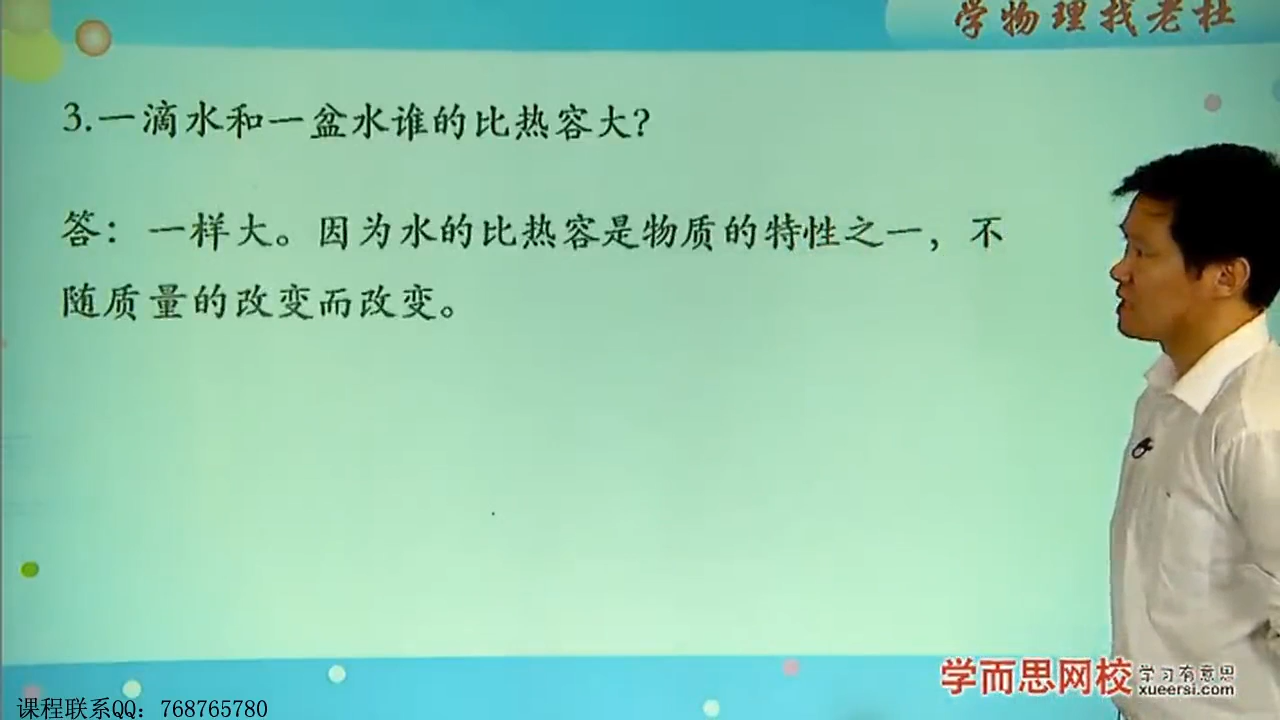 学物理找老杜
3.一滴水和一盆水谁的比热容大?
答：一样大。因为水的比热容是物质的特性之一，不
随质量的改变而改变。
学而思网校 学习有意思
xueersi.com
课程联系QQ：768765780